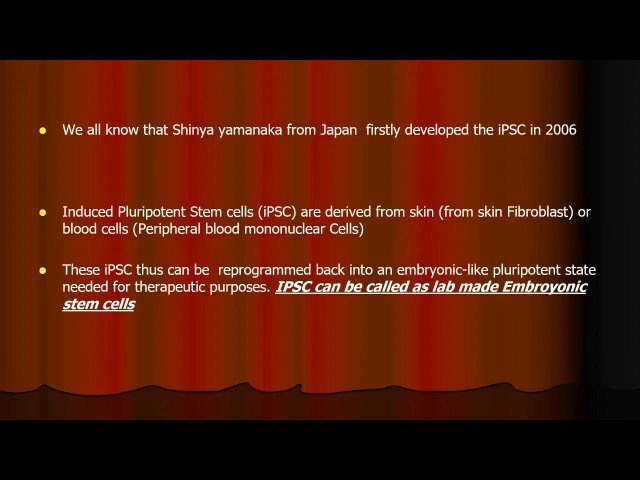 We all know that Shinya yamanaka from Japan  firstly developed the iPSC in 2006
Induced Pluripotent Stem cells (iPSC) are derived from skin (from skin Fibroblast) or
blood cells (Peripheral blood mononuclear Cells)
These iPSC thus can be  reprogrammed back into an embryonic-like pluripotent state
needed for therapeutic purposes. IPSC can be called as lab made Embroyonic
stem cells